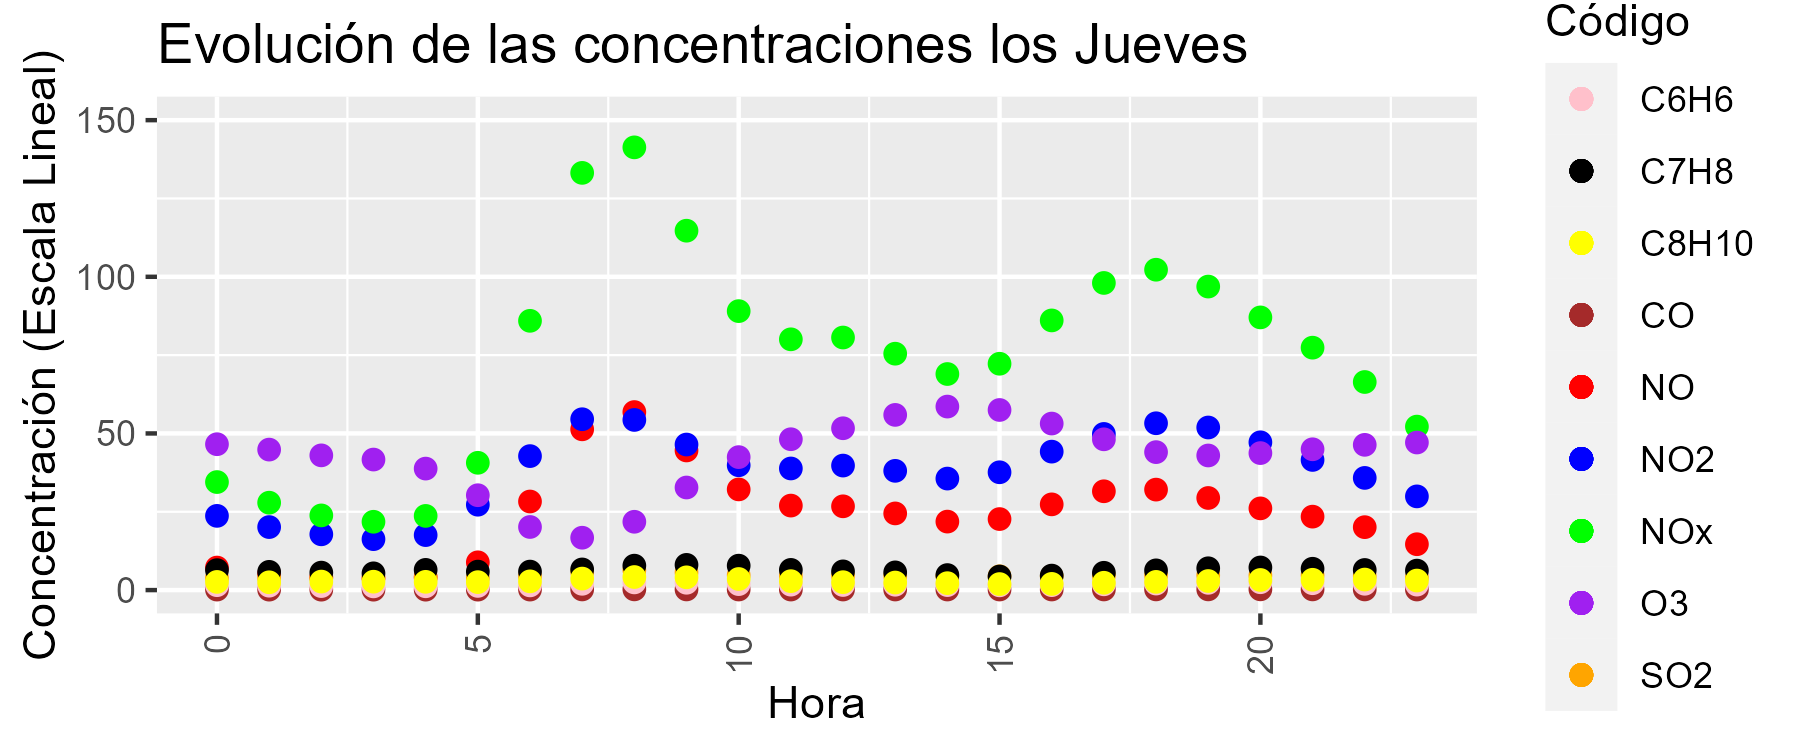 Evolución de las concentraciones los Jueves
Concentración (Escala Lineal)
150
100
50
0
0
5
10
15
20
Hora
Código
C6H6
C7H8
C8H10
CO
NO
NO2
NOx
O3
SO2